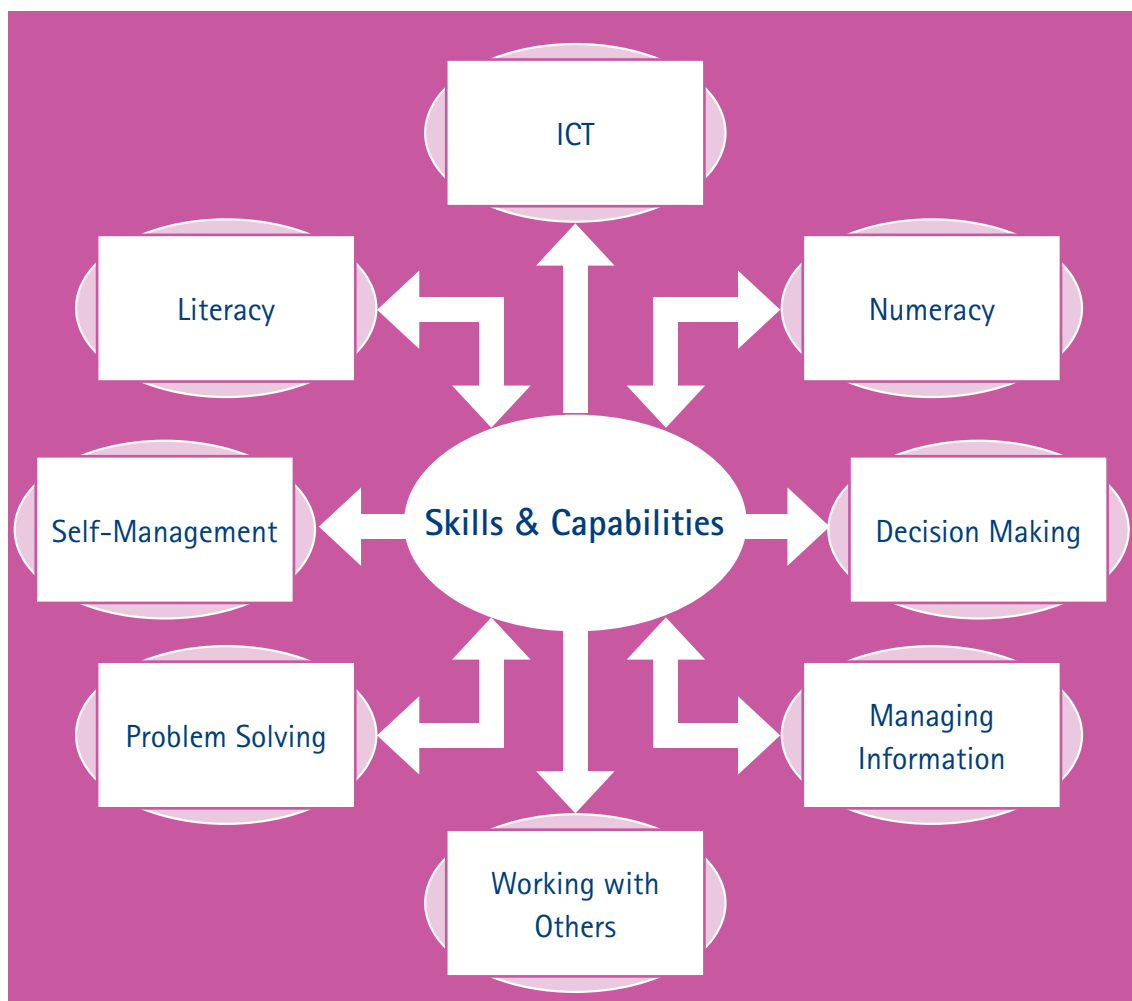 ICT
Literacy
Numeracy
Skills & Capabilities
Self-Management
Decision Making
Problem Solving
Managing
Information
Working with
Others